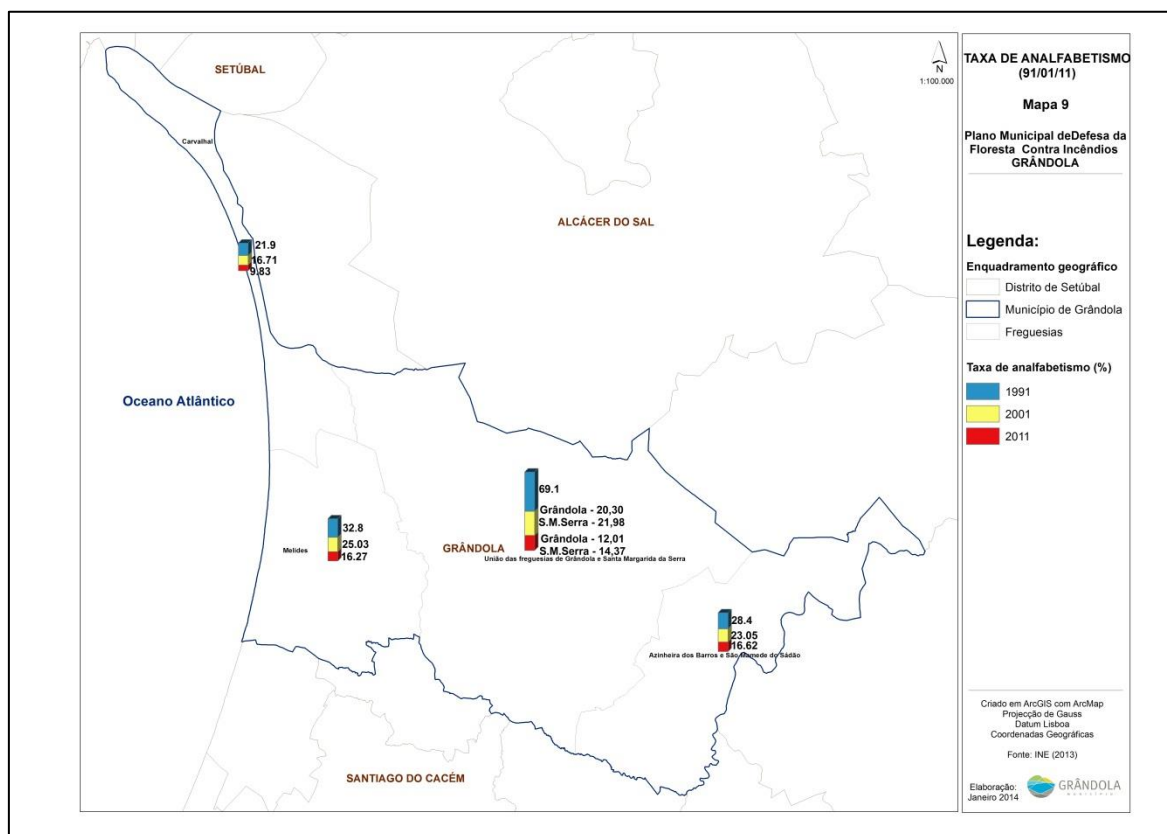 SETÚBAL
N
1:100.000
Carvalhal
ALCÁCER DO SAL
21.9
16.71
9.83
Oceano Atlântico
69.1
Grândola - 20,30
S.M.Serra - 21,98
Grândola - 12,01
S.M.Serra - 14,37
32.8
25.03
16.27
Melides
GRÂNDOLA
União das freguesias de Grândola e Santa Margarida da Serra
28.4
23.05
16.62
Azinheira dos Barros e São Mamede do Sádão
SANTIAGO DO CACÉM
TAXA DE ANALFABETISMO
(91/01/11)
Mapa 9
Plano Municipal deDefesa da
Floresta Contra Incêndios
GRÂNDOLA
Legenda:
Enquadramento geográfico
Distrito de Setúbal
Município de Grândola
Freguesias
Taxa de analfabetismo (%)
1991
2001
2011
Criado em ArcGIS com ArcMap
Projecção de Gauss
Datum Lisboa
Coordenadas Geográficas
Fonte: INE (2013)
Elaboração:
Janeiro 2014
GRÂNDOLA
MUNICÍPIO